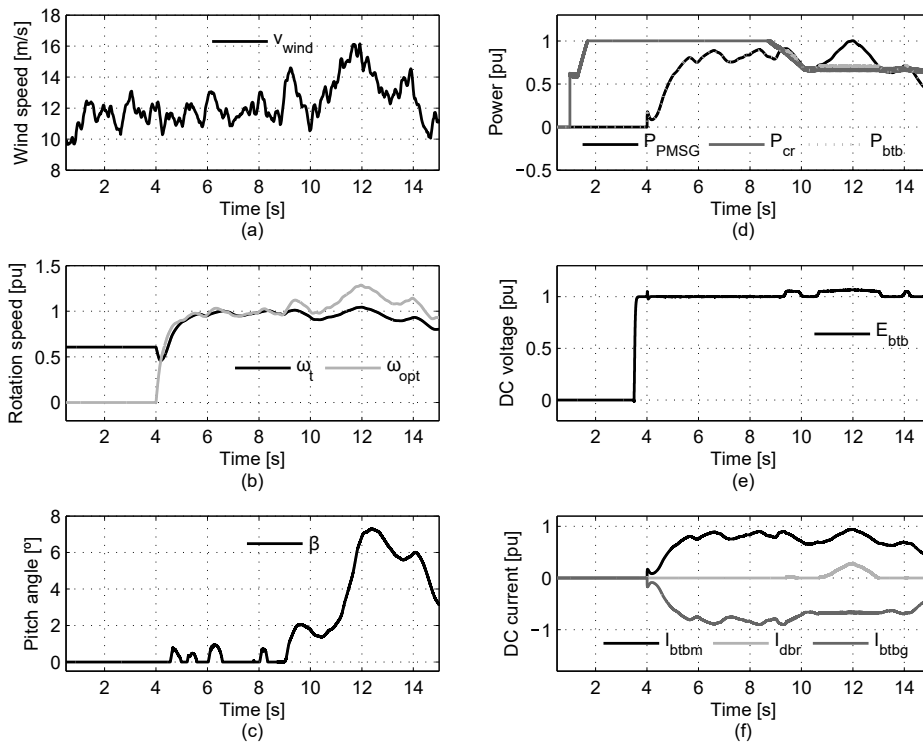 18
16
14
12
10
8
Wind speed [m/s]
v_wind
2 4 6 8 10 12 14
Time [s]
(a)
1
0.5
0
−0.5
Power [pu]
P_PMSG P_cr P_btb
2 4 6 8 10 12 14
Time [s]
(d)
1.5
1
0.5
0
Rotation speed [pu]
ω_t ω_opt
2 4 6 8 10 12 14
Time [s]
(b)
1
0
DC voltage [pu]
E_btb
2 4 6 8 10 12 14
Time [s]
(e)
8
6
4
2
0
Pitch angle [º]
β
2 4 6 8 10 12 14
Time [s]
(c)
1
0
−1
DC current [pu]
I_btbm I_dbr I_btbg
2 4 6 8 10 12 14
Time [s]
(f)